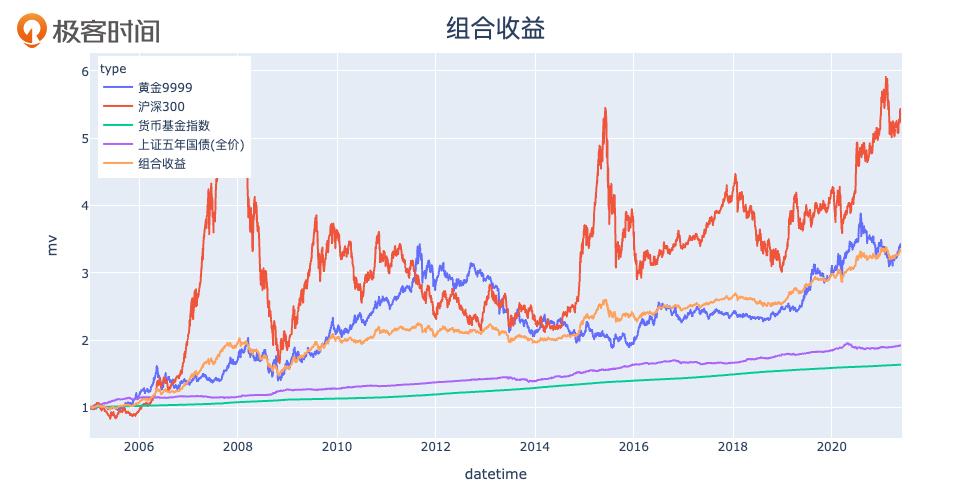 极客时间
组合收益
type
黄金9999
沪深300
货币基金指数
上证五年国债(全价)
组合收益
mv
6
5
4
3
2
1
2006 2008 2010 2012 2014 2016 2018 2020
datetime